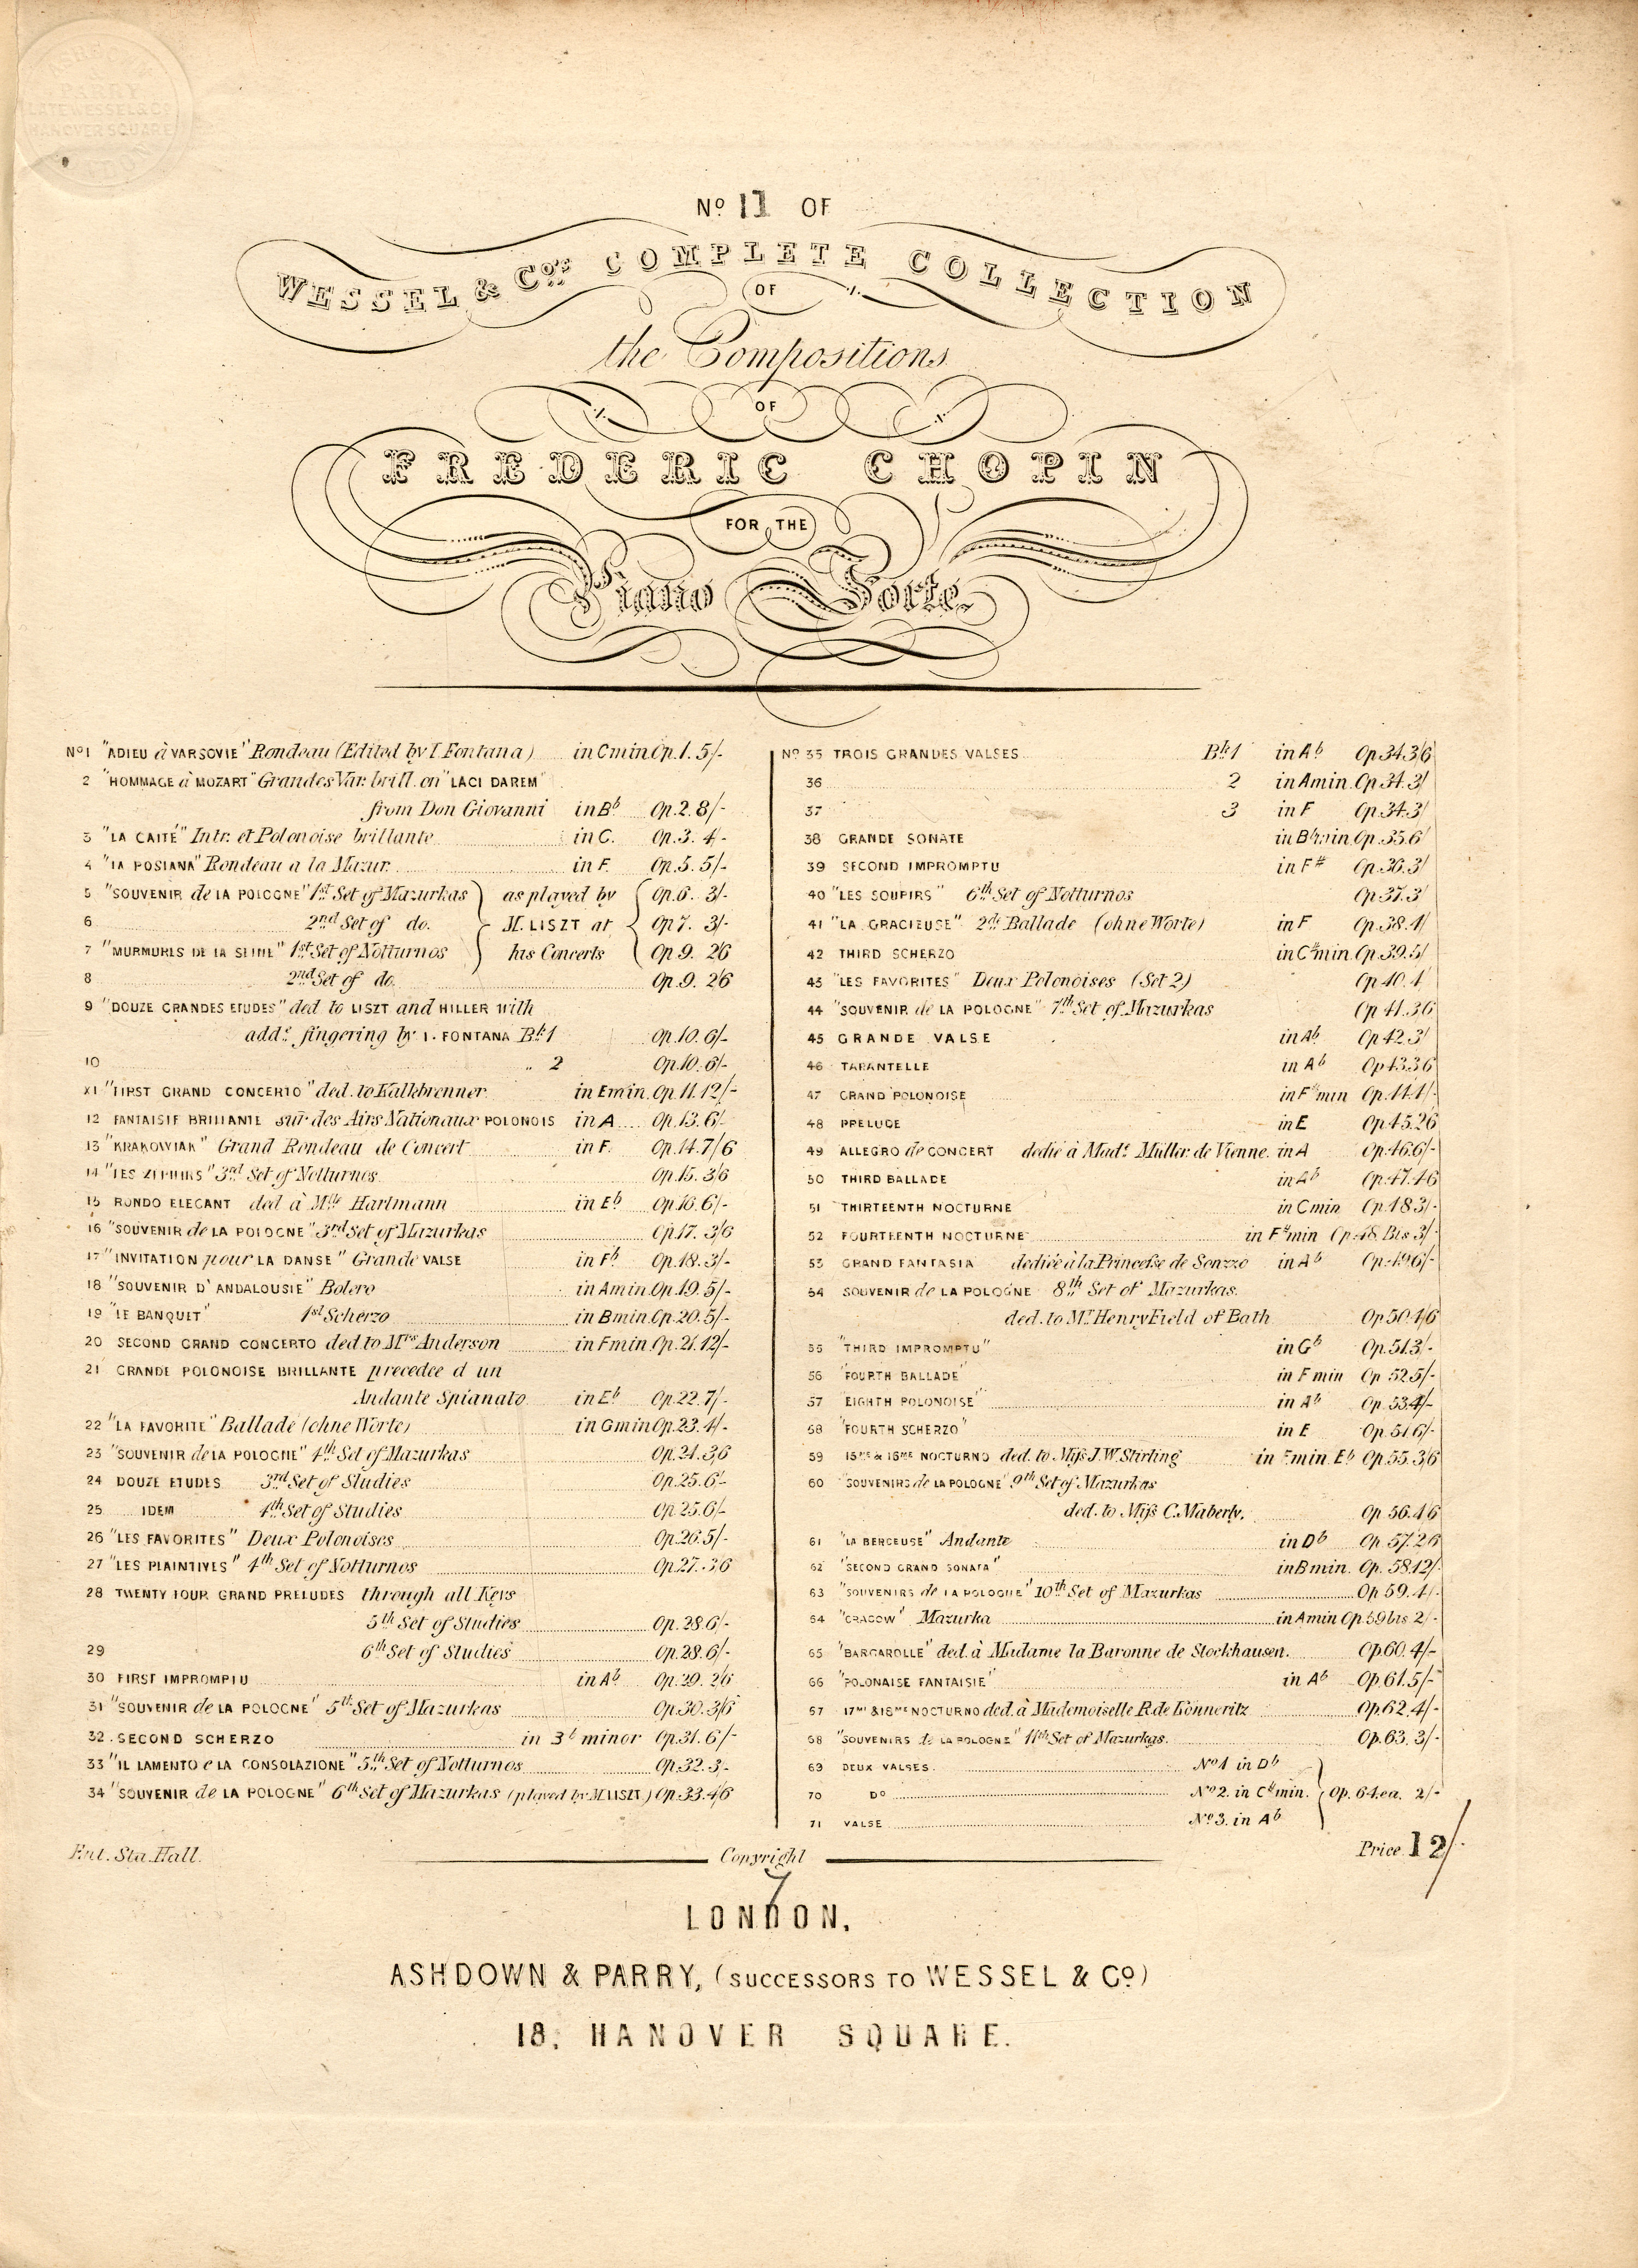 ASHDOWN & PARRY LATE WESSEL & Co. HANOVER SQUARE LONDON
No. 11 OF
WESSEL & Co's. COMPLETE COLLECTION
OF
the Compositions
OF
FREDERIC CHOPIN
FOR THE
Piano Forte.
No. 1 "ADIEU à VARSOVIE" Rondeau (Edited by I. Fontana) in C min Op. 1. 5/-
2 "HOMMAGE à MOZART" Grandes Var. brill. on "LACI DAREM"
from Don Giovanni in B♭ Op. 2. 8/-
3 "LA CAITÉ" Intr. et Polonoise brillante in C. Op. 3. 4/-
4 "LA POSIANA" Rondeau a la Mazur. in F. Op. 5. 5/-
5 "SOUVENIR de LA POLOGNE" 1st Set of Mazurkas } as played by { Op. 6. 3/-
6 2nd Set of do. } M. LISZT at { Op. 7. 3/-
7 "MURMURES DE LA SEINE" 1st Set of Notturnos } his Concerts { Op. 9. 2/6
8 2nd Set of do. Op. 9. 2/6
9 "DOUZE GRANDES ETUDES" ded. to LISZT and HILLER with
addl. fingering by I. FONTANA Bk. 1 Op. 10. 6/-
10 " 2 Op. 10. 6/-
X1 "FIRST GRAND CONCERTO" ded. to Kalkbrenner. in E min. Op. 11. 12/-
12 FANTAISIE BRILLANTE sur des Airs Nationaux POLONOIS in A Op. 13. 6/-
13 "KRAKOVIAK" Grand Rondeau de Concert in F. Op. 14. 7/6
14 "LES ZEPHIRS" 3rd Set of Notturnos. Op. 15. 3/6
15 RONDO ELEGANT ded. à Mlle. Hartmann in E♭ Op. 16. 6/-
16 "SOUVENIR de LA POLOGNE" 3rd Set of Mazurkas Op. 17. 3/6
17 "INVITATION pour LA DANSE" Grande VALSE in E♭ Op. 18. 3/-
18 "SOUVENIR D'ANDALOUSIE" Bolero in A min. Op. 19. 5/-
19 "LE BANQUET" 1st Scherzo in B min. Op. 20. 5/-
20 SECOND GRAND CONCERTO ded. to Mrs. Anderson in F min. Op. 21. 12/-
21 GRANDE POLONOISE BRILLANTE precedee d'un
Andante Spianato in E♭ Op. 22. 7/-
22 "LA FAVORITE" Ballade (ohne Worte) in G min Op. 23. 4/-
23 "SOUVENIR de LA POLOGNE" 4th Set of Mazurkas Op. 24. 3/6
24 DOUZE ETUDES 3rd Set of Studies Op. 25. 6/-
25 IDEM 4th Set of Studies Op. 25. 6/-
26 "LES FAVORITES" Deux Polonoises Op. 26. 5/-
27 "LES PLAINTIVES" 4th Set of Notturnos Op. 27. 3/6
28 TWENTY FOUR GRAND PRELUDES through all Keys
5th Set of Studies Op. 28. 6/-
29 6th Set of Studies Op. 28. 6/-
30 FIRST IMPROMPTU in A♭ Op. 29. 2/6
31 "SOUVENIR de LA POLOGNE" 5th Set of Mazurkas Op. 30. 3/6
32. SECOND SCHERZO in B♭ minor Op. 31. 6/-
33 "IL LAMENTO e LA CONSOLAZIONE" 5th Set of Notturnos Op. 32. 3/-
34 "SOUVENIR de LA POLOGNE" 6th Set of Mazurkas (played by M. LISZT) Op. 33. 4/6
No. 35 TROIS GRANDES VALSES Bk. 1 in A♭ Op. 34. 3/6
36 2 in A min. Op. 34. 3/
37 3 in F Op. 34. 3/
38 GRANDE SONATE in B♭ min Op. 35. 6/
39 SECOND IMPROMPTU in F# Op. 36. 3/
40 "LES SOUPIRS" 6th Set of Notturnos Op. 37. 3/
41 "LA GRACIEUSE" 2de. Ballade (ohne Worte) in F Op. 38. 4/
42 THIRD SCHERZO in C# min. Op. 39. 5/
43 "LES FAVORITES" Deux Polonoises (Set 2) Op. 40. 4/
44 "SOUVENIR de LA POLOGNE" 7th Set of Mazurkas Op. 41. 3/6
45 GRANDE VALSE in A♭ Op. 42. 3/
46 TARANTELLE in A♭ Op. 43. 3/6
47 GRAND POLONOISE in F# min Op. 44. 4/-
48 PRELUDE in E Op. 45. 2/6
49 ALLEGRO de CONCERT dedié à Made. Müller de Vienne. in A Op. 46. 6/-
50 THIRD BALLADE in A♭ Op. 47. 4/6
51 THIRTEENTH NOCTURNE in C min Op. 48. 3/-
52 FOURTEENTH NOCTURNE in F# min Op. 48 Bis 3/-
53 GRAND FANTASIA dediée à la Princesse de Souzzo in A♭ Op. 49. 6/-
54 SOUVENIR de LA POLOGNE 8th Set of Mazurkas.
ded. to Mr. Henry Field of Bath Op. 50 4/6
55 "THIRD IMPROMPTU" in G♭ Op. 51. 3/-
56 "FOURTH BALLADE" in F min Op. 52. 5/-
57 EIGHTH POLONOISE" in A♭ Op. 53. 4/-
58 "FOURTH SCHERZO" in E Op. 54. 6/-
59 15ME & 16ME NOCTURNO ded. to Miss J. W. Stirling in F min. E♭ Op. 55. 3/6
60 "SOUVENIRS de LA POLOGNE" 9th Set of Mazurkas
ded. to Miss C. Maberly. Op. 56. 4/6
61 "LA BERCEUSE" Andante in D♭ Op. 57. 2/6
62 "SECOND GRAND SONATA" in B min. Op. 58. 12/-
63 "SOUVENIRS de LA POLOGNE" 10th Set of Mazurkas Op. 59. 4/-
64 "CRACOW" Mazurka in A min Op. 59 bis 2/-
65 "BARCAROLLE" ded. à Madame la Baronne de Stockhausen. Op. 60. 4/-
66 "POLONAISE FANTAISIE" in A♭ Op. 61. 5/-
67 17ME & 18ME NOCTURNO ded. à Mademoiselle R. de Könneritz Op. 62. 4/-
68 "SOUVENIRS de LA POLOGNE" 11th Set of Mazurkas. Op. 63. 3/-
69 DEUX VALSES. No. 1 in D♭
70 Do. No. 2. in C# min. } Op. 64. ea. 2/-
71 VALSE No. 3. in A♭
Ent. Sta. Hall.
Copyright
Price 12/-
LONDON,
ASHDOWN & PARRY, (SUCCESSORS TO WESSEL & Co.)
18, HANOVER SQUARE.